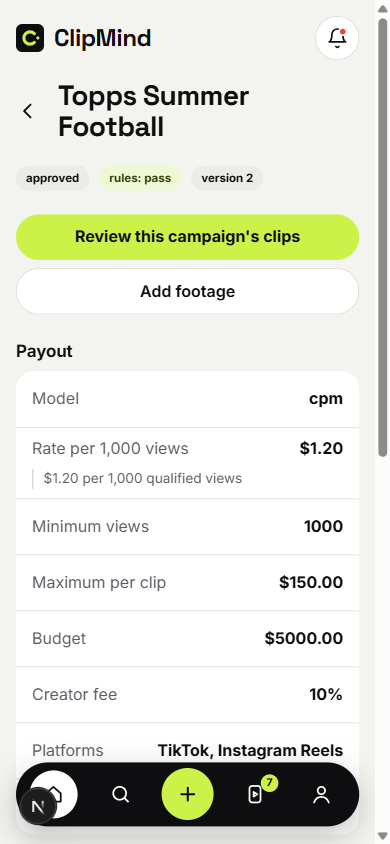 ClipMind
Topps Summer
Football
approved
rules: pass
version 2
Review this campaign's clips
Add footage
Payout
Model
cpm
Rate per 1,000 views
$1.20
$1.20 per 1,000 qualified views
Minimum views
1000
Maximum per clip
$150.00
Budget
$5000.00
Creator fee
10%
Platforms
TikTok, Instagram Reels
7
N